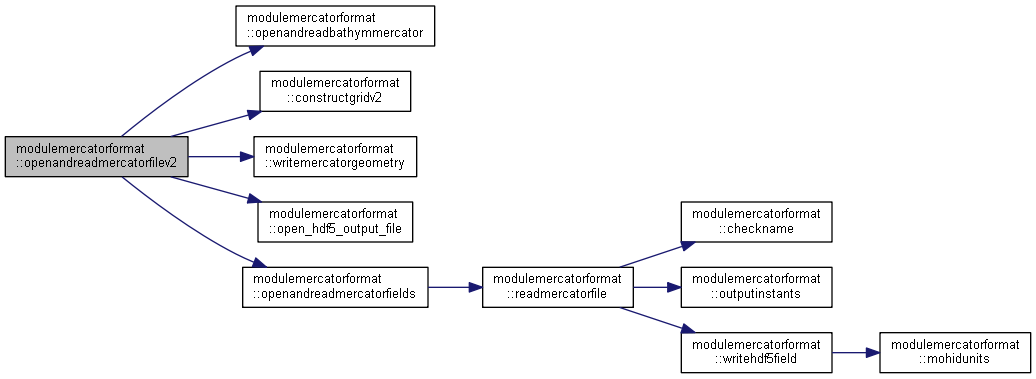 modulemercatorformat
::openandreadbathymmercator
modulemercatorformat
::constructgridv2
modulemercatorformat
::openandreadmercatorfilev2
modulemercatorformat
::writemercatorgeometry
modulemercatorformat
::open_hdf5_output_file
modulemercatorformat
::openandreadmercatorfields
modulemercatorformat
::readmercatorfile
modulemercatorformat
::checkname
modulemercatorformat
::outputinstants
modulemercatorformat
::writehdf5field
modulemercatorformat
::mohidunits